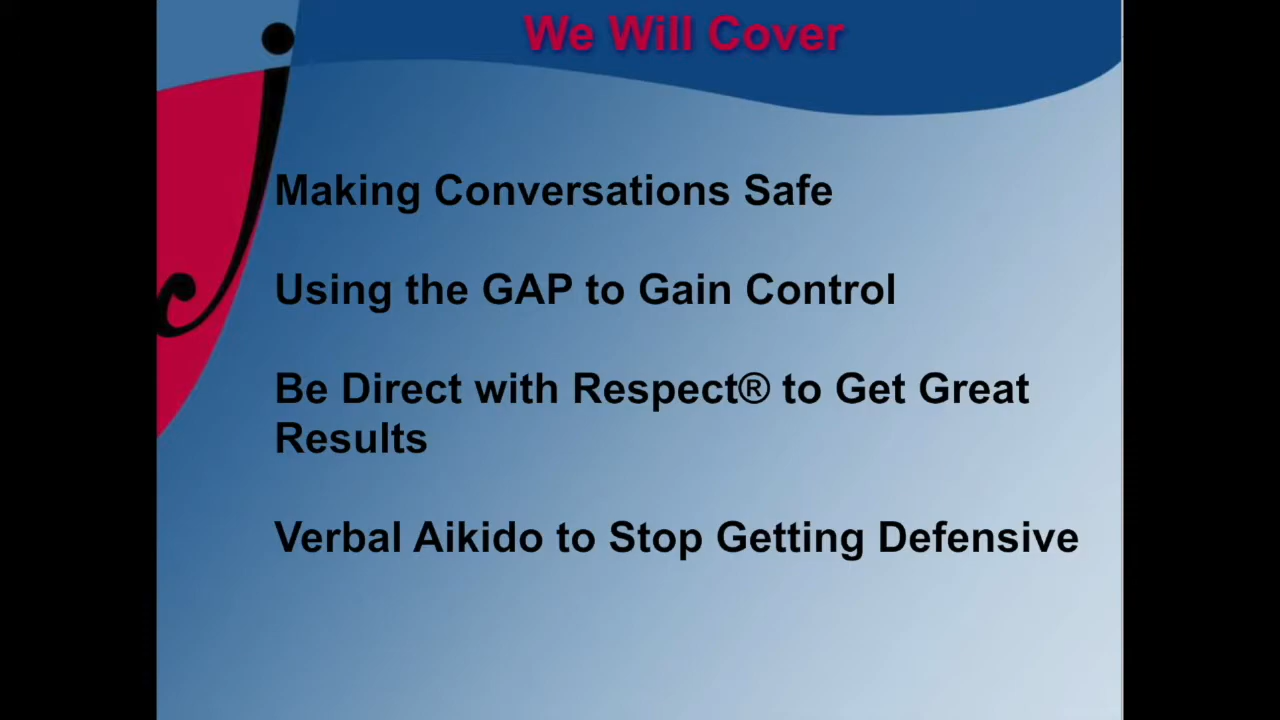 We Will Cover
Making Conversations Safe
Using the GAP to Gain Control
Be Direct with Respect® to Get Great
Results
Verbal Aikido to Stop Getting Defensive